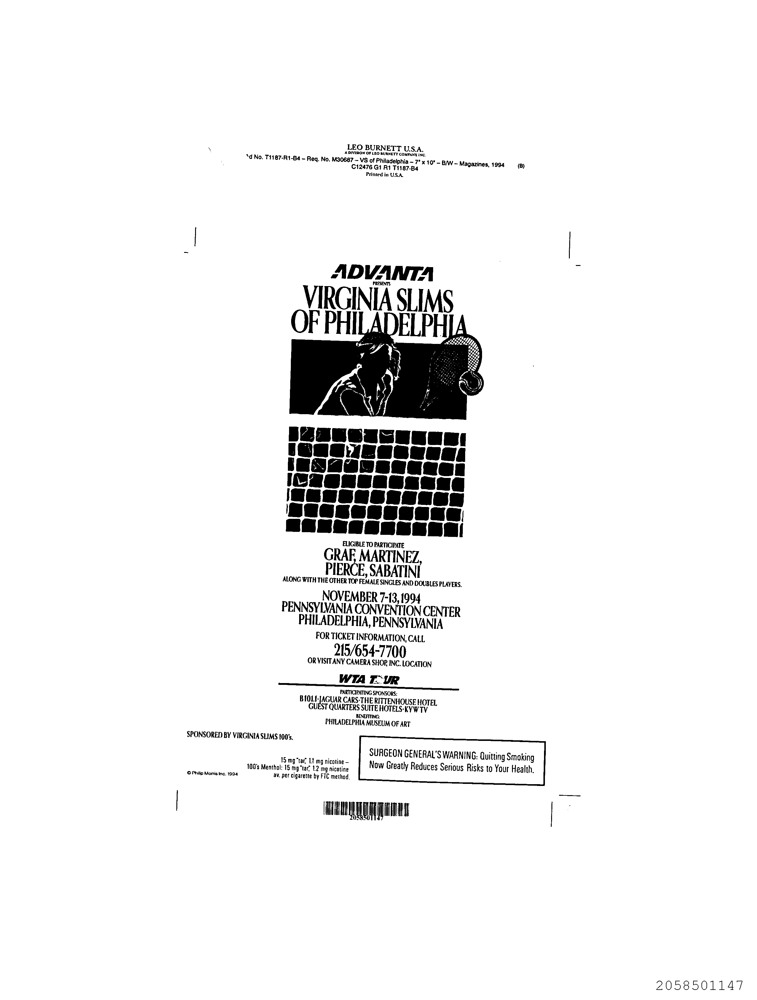 LEO BURNETT U.S.A.
A DIVISION OF LEO BURNETT COMPANY, INC.
No. T1187-R1-B4 – Req. No. M30687 – VS of Philadelphia – 7" x 10" – B/W – Magazines, 1994 (B)
C12476 G1 R1 T1187-B4
Printed in U.S.A.
ADVANTA
PRESENTS
VIRGINIA SLIMS
OF PHILADELPHIA
ELIGIBLE TO PARTICIPATE
GRAF, MARTINEZ,
PIERCE, SABATINI
ALONG WITH THE OTHER TOP FEMALE SINGLES AND DOUBLES PLAYERS.
NOVEMBER 7-13, 1994
PENNSYLVANIA CONVENTION CENTER
PHILADELPHIA, PENNSYLVANIA
FOR TICKET INFORMATION, CALL
215/654-7700
OR VISIT ANY CAMERA SHOP, INC. LOCATION
WTA TOUR
PARTICIPATING SPONSORS:
B101.1·JAGUAR CARS·THE RITTENHOUSE HOTEL
GUEST QUARTERS SUITE HOTELS·KYW TV
BENEFITING:
PHILADELPHIA MUSEUM OF ART
SPONSORED BY VIRGINIA SLIMS 100's.
15 mg "tar," 1.1 mg nicotine –
100's Menthol: 15 mg "tar," 1.2 mg nicotine
av. per cigarette by FTC method.
© Philip Morris Inc. 1994
SURGEON GENERAL'S WARNING: Quitting Smoking
Now Greatly Reduces Serious Risks to Your Health.
2058501147
2058501147